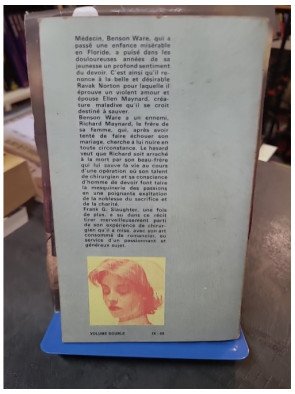 Médecin, Benson Ware, qui a
passé une enfance misérable
en Floride, a puisé dans les
douloureuses années de sa
jeunesse un profond sentiment
du devoir. C'est ainsi qu'il re-
nonce à la belle et désirable
Ravak Norton pour laquelle il
éprouve un violent amour et
épouse Ellen Maynard, créa-
ture maladive qu'il se croit
destiné à sauver.
Benson Ware a un ennemi,
Richard Maynard, le frère de
sa femme, qui, après avoir
tenté de faire échouer son
mariage, cherche à lui nuire en
toute circonstance. Le hasard
veut que Richard soit arraché
à la mort par son beau-frère
qui lui sauve la vie au cours
d'une opération où son talent
de chirurgien et sa conscience
d'homme de devoir font taire
la mesquinerie des passions
en une poignante exaltation
de la noblesse du sacrifice et
de la charité.
Frank G. Slaughter, une fois
de plus, a su dans ce récit
tirer merveilleusement parti
de son expérience de chirur-
gien qu'il a mise, avec son art
consommé de romancier, au
service d'un passionnant et
généreux sujet.
VOLUME DOUBLE